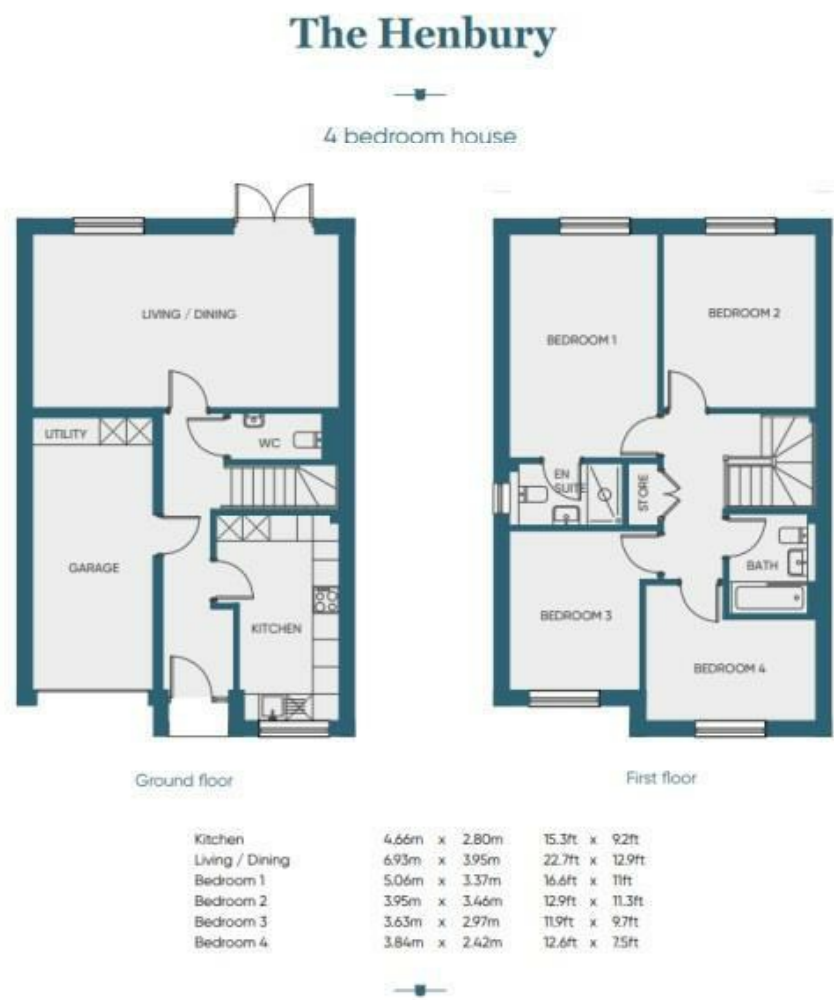 The Henbury
4 bedroom house
LIVING / DINING
UTILITY
WC
GARAGE
KITCHEN
BEDROOM 1
BEDROOM 2
EN
SUITE
STORE
BATH
BEDROOM 3
BEDROOM 4
Ground floor
First floor
Kitchen 4.66m x 2.80m 15.3ft x 9.2ft
Living / Dining 6.93m x 3.95m 22.7ft x 12.9ft
Bedroom 1 5.06m x 3.37m 16.6ft x 11ft
Bedroom 2 3.95m x 3.46m 12.9ft x 11.3ft
Bedroom 3 3.63m x 2.97m 11.9ft x 9.7ft
Bedroom 4 3.84m x 2.42m 12.6ft x 7.5ft